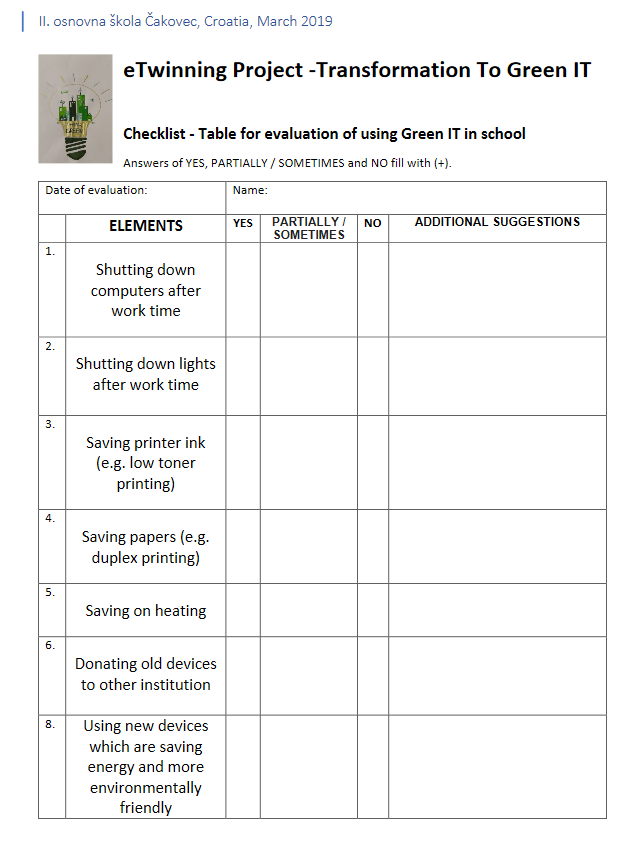 II. osnovna škola Čakovec, Croatia, March 2019
eTwinning Project -Transformation To Green IT
Checklist - Table for evaluation of using Green IT in school
Answers of YES, PARTIALLY / SOMETIMES and NO fill with (+).
Date of evaluation:
Name:
ELEMENTS
YES
PARTIALLY /
SOMETIMES
NO
ADDITIONAL SUGGESTIONS
1.
Shutting down
computers after
work time
2.
Shutting down lights
after work time
3.
Saving printer ink
(e.g. low toner
printing)
4.
Saving papers (e.g.
duplex printing)
5.
Saving on heating
6.
Donating old devices
to other institution
8.
Using new devices
which are saving
energy and more
environmentally
friendly